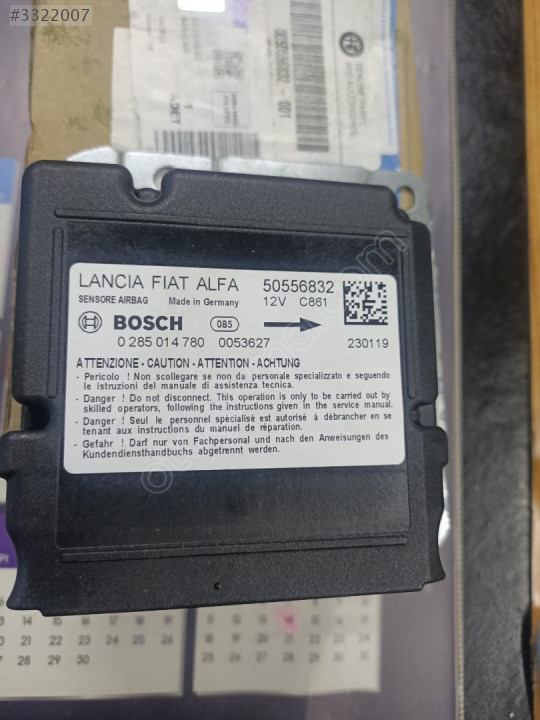 #3322007
LANCIA FIAT ALFA 50556832
SENSORE AIRBAG Made in Germany 12V C861
BOSCH 085
0 285 014 780 0053627 230119
ATTENZIONE - CAUTION - ATTENTION - ACHTUNG
- Pericolo ! Non scollegare se non da personale specializzato e seguendo
le istruzioni del manuale di assistenza tecnica.
- Danger ! Do not disconnect. This operation is only to be carried out by
skilled operators, following the instructions given in the service manual.
- Danger ! Seul le personnel spécialisé est autorisé à débrancher en se
tenant aux instructions du manuel de réparation.
- Gefahr ! Darf nur von Fachpersonal und nach den Anweisungen des
Kundendiensthandbuchs abgetrennt werden.